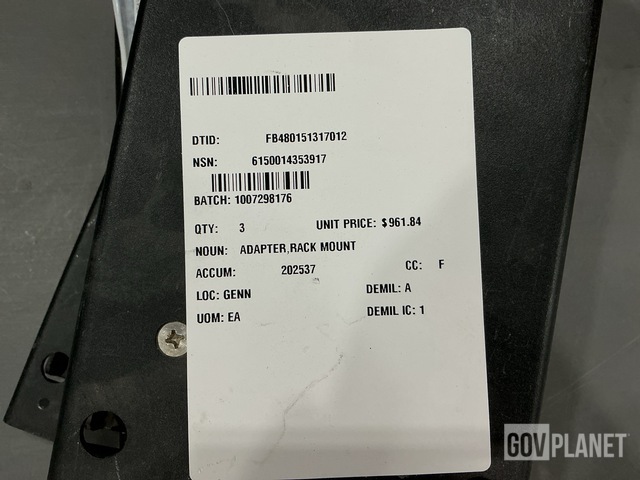 DTID: FB480151317012
NSN: 6150014353917
BATCH: 1007298176
QTY: 3 UNIT PRICE: $961.84
NOUN: ADAPTER,RACK MOUNT
ACCUM: 202537 CC: F
LOC: GENN DEMIL: A
UOM: EA DEMIL IC: 1
GOVPLANET